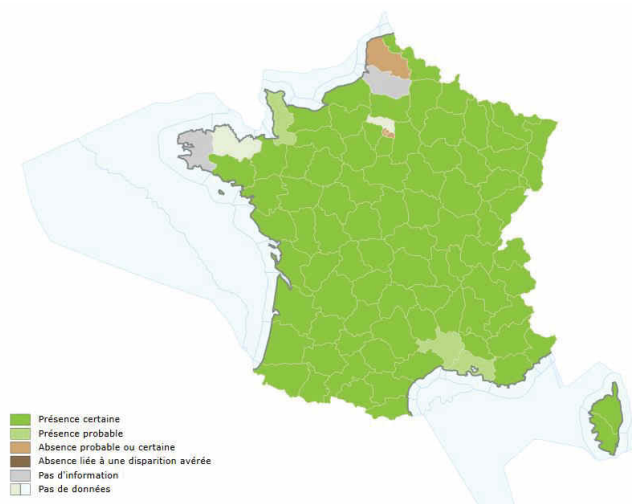 Présence certaine
Présence probable
Absence probable ou certaine
Absence liée à une disparition avérée
Pas d'information
Pas de données